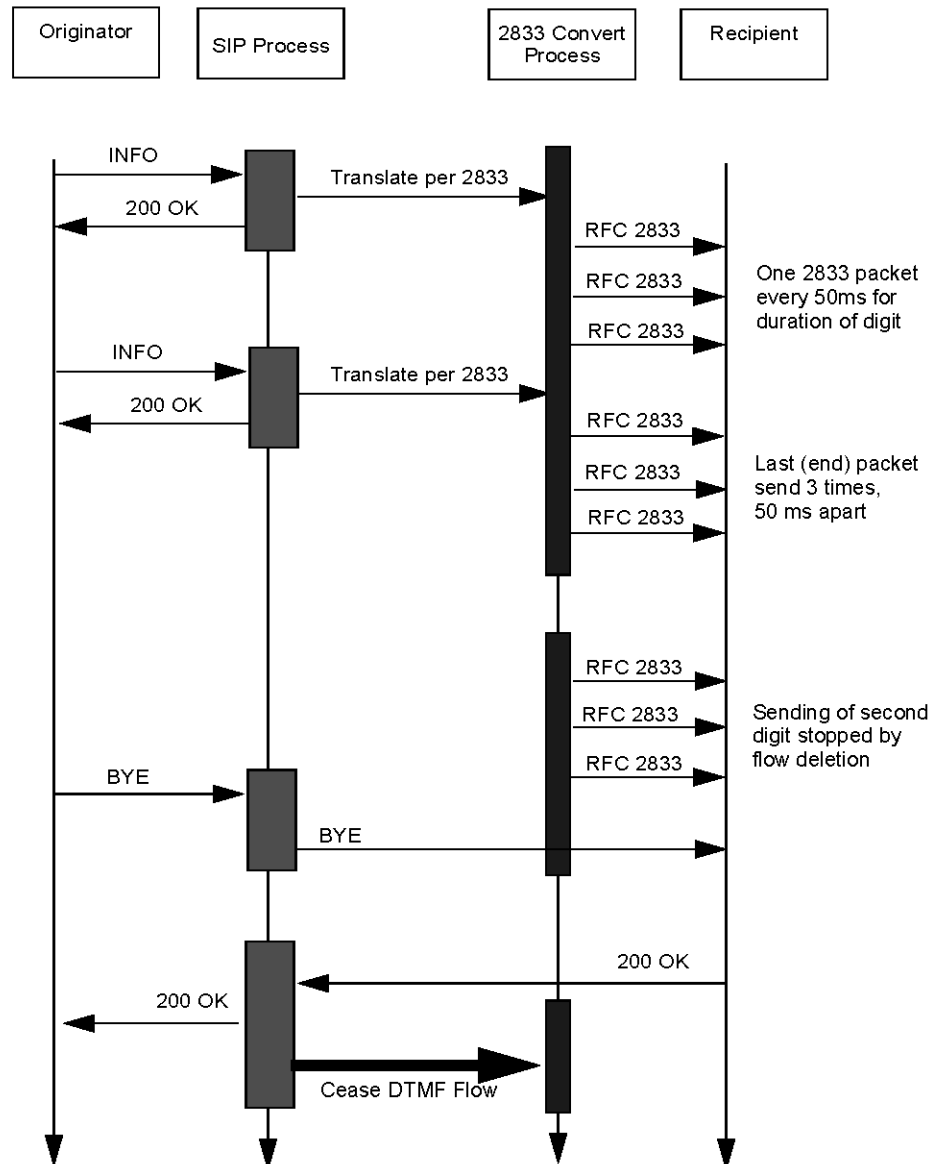 Originator
SIP Process
2833 Convert
Process
Recipient
INFO
Translate per 2833
200 OK
RFC 2833
RFC 2833
RFC 2833
One 2833 packet
every 50ms for
duration of digit
INFO
Translate per 2833
200 OK
RFC 2833
RFC 2833
RFC 2833
Last (end) packet
send 3 times,
50 ms apart
RFC 2833
RFC 2833
RFC 2833
Sending of second
digit stopped by
flow deletion
BYE
BYE
200 OK
200 OK
Cease DTMF Flow